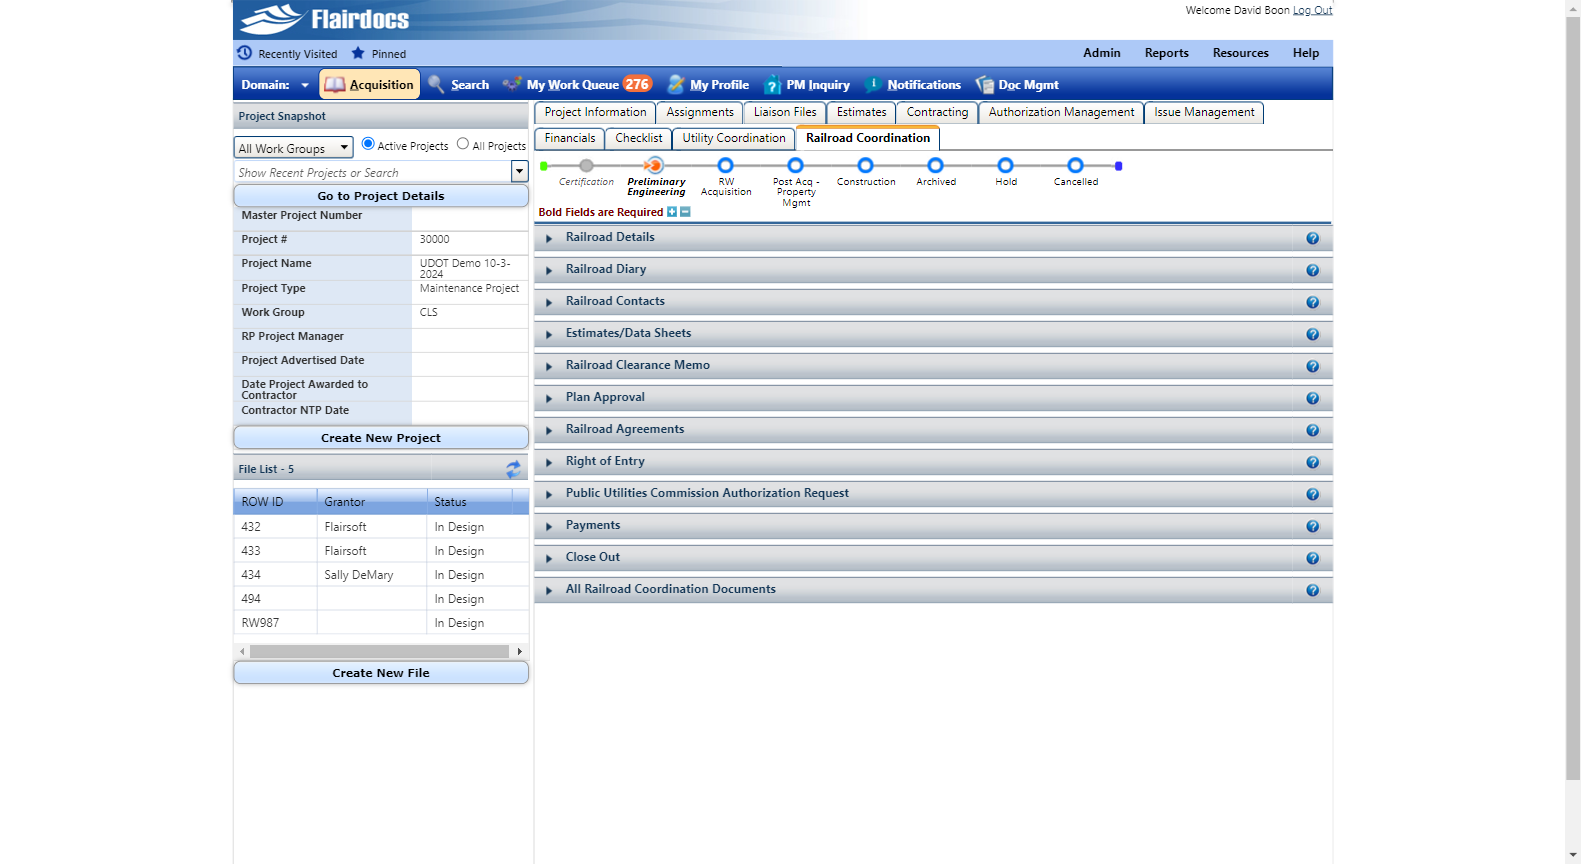 Flairdocs
Welcome David Boon Log Out
Recently Visited Pinned
Admin Reports Resources Help
Domain: Acquisition Search My Work Queue 276 My Profile PM Inquiry Notifications Doc Mgmt
Project Snapshot
All Work Groups Active Projects All Projects
Show Recent Projects or Search
Go to Project Details
Master Project Number
Project # 30000
Project Name UDOT Demo 10-3-
2024
Project Type Maintenance Project
Work Group CLS
RP Project Manager
Project Advertised Date
Date Project Awarded to
Contractor
Contractor NTP Date
Create New Project
File List - 5
ROW ID Grantor Status
432 Flairsoft In Design
433 Flairsoft In Design
434 Sally DeMary In Design
494 In Design
RW987 In Design
Create New File
Project Information Assignments Liaison Files Estimates Contracting Authorization Management Issue Management
Financials Checklist Utility Coordination Railroad Coordination
Certification
Preliminary
Engineering
RW
Acquisition
Post Acq -
Property
Mgmt
Construction
Archived
Hold
Cancelled
Bold Fields are Required
Railroad Details
Railroad Diary
Railroad Contacts
Estimates/Data Sheets
Railroad Clearance Memo
Plan Approval
Railroad Agreements
Right of Entry
Public Utilities Commission Authorization Request
Payments
Close Out
All Railroad Coordination Documents